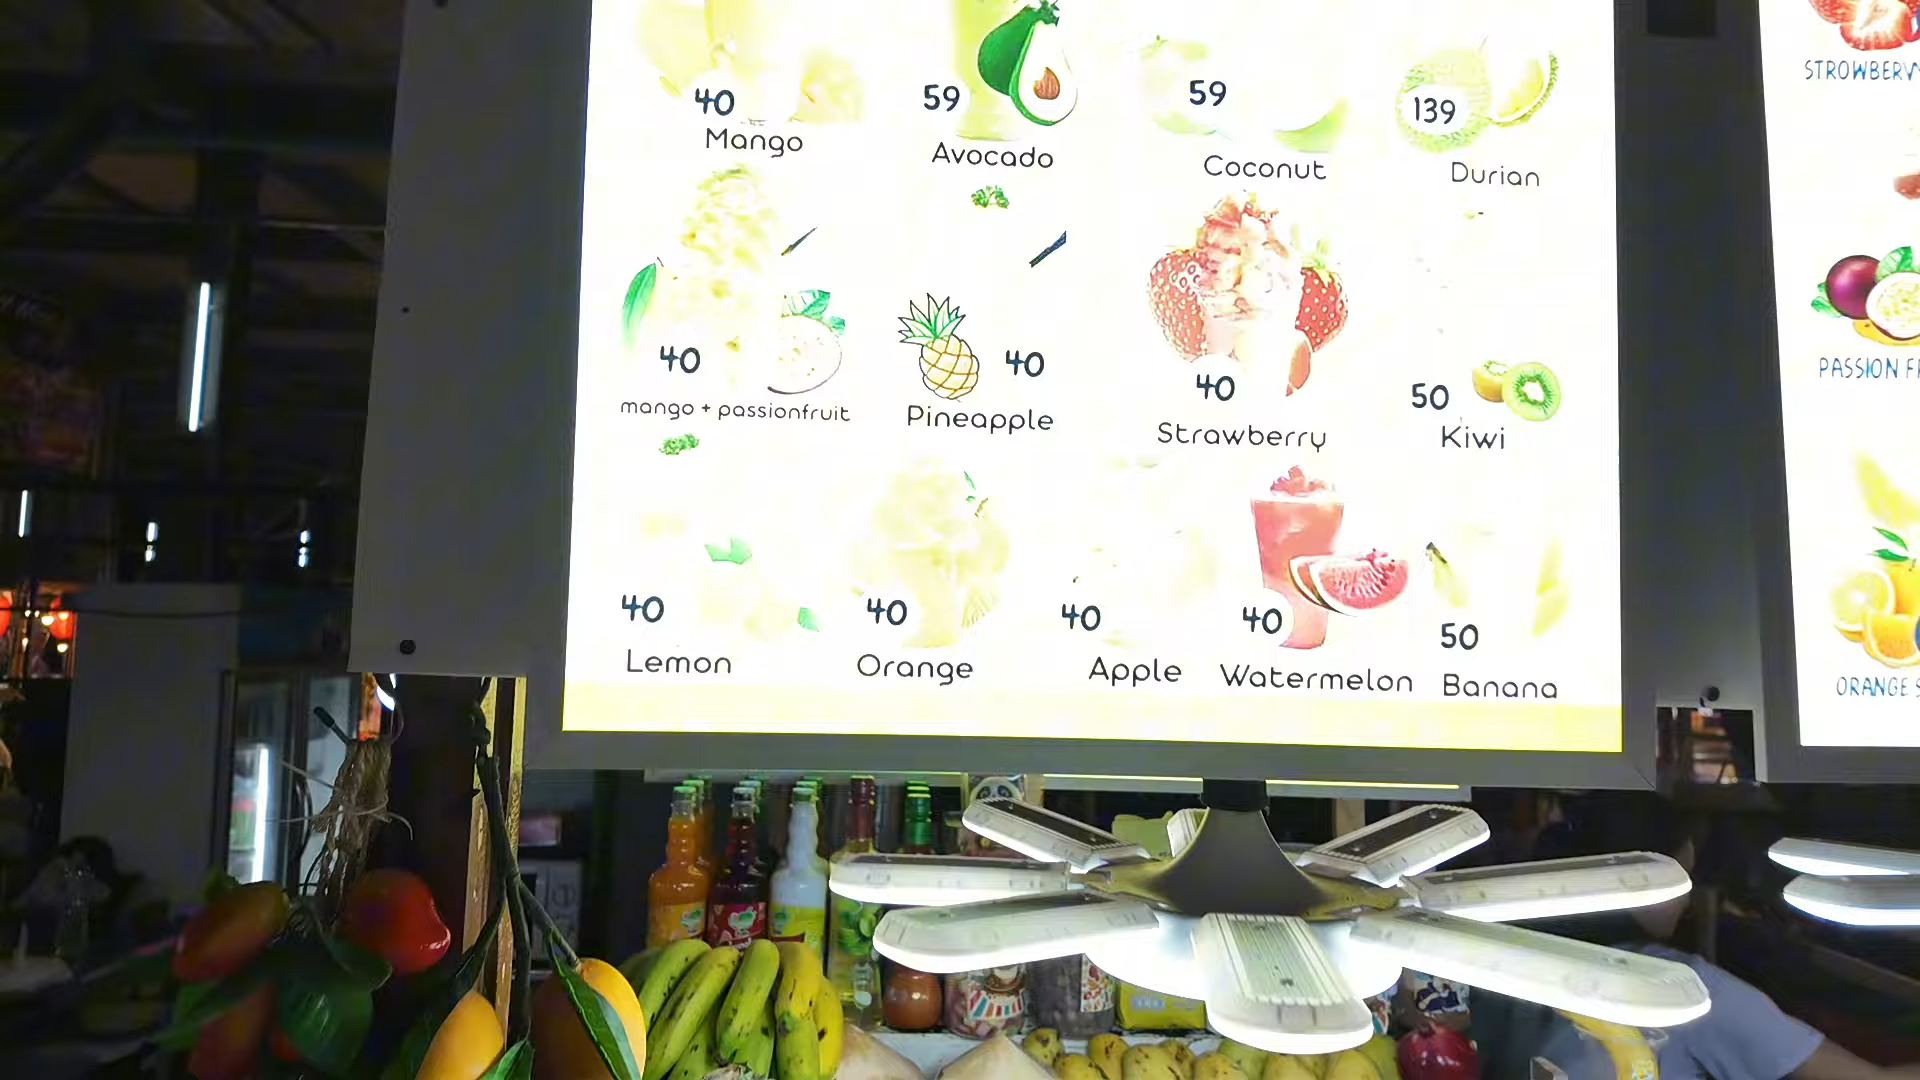 40
Mango
59
Avocado
59
Coconut
139
Durian
40
mango + passionfruit
40
Pineapple
40
Strawberry
50
Kiwi
40
Lemon
40
Orange
40
Apple
40
Watermelon
50
Banana
STROWBERV
PASSION F
ORANGE